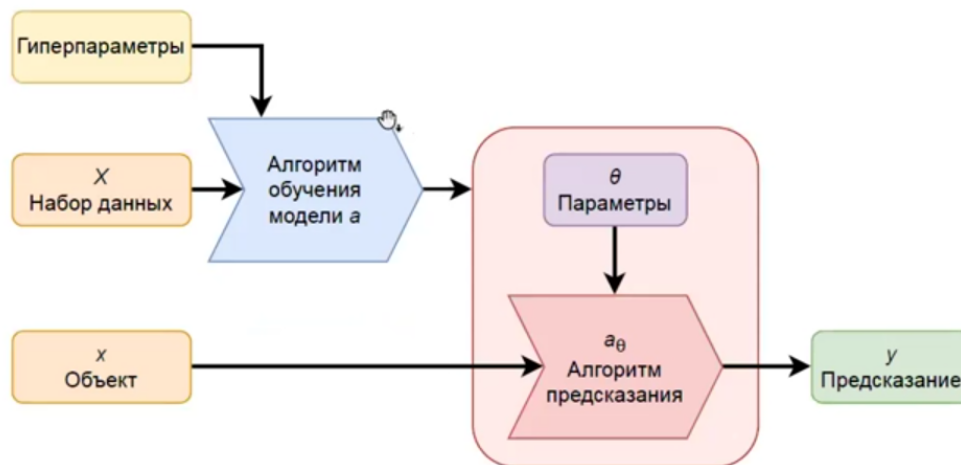 Гиперпараметры
X
Набор данных
Алгоритм
обучения
модели a
θ
Параметры
x
Объект
aθ
Алгоритм
предсказания
y
Предсказание